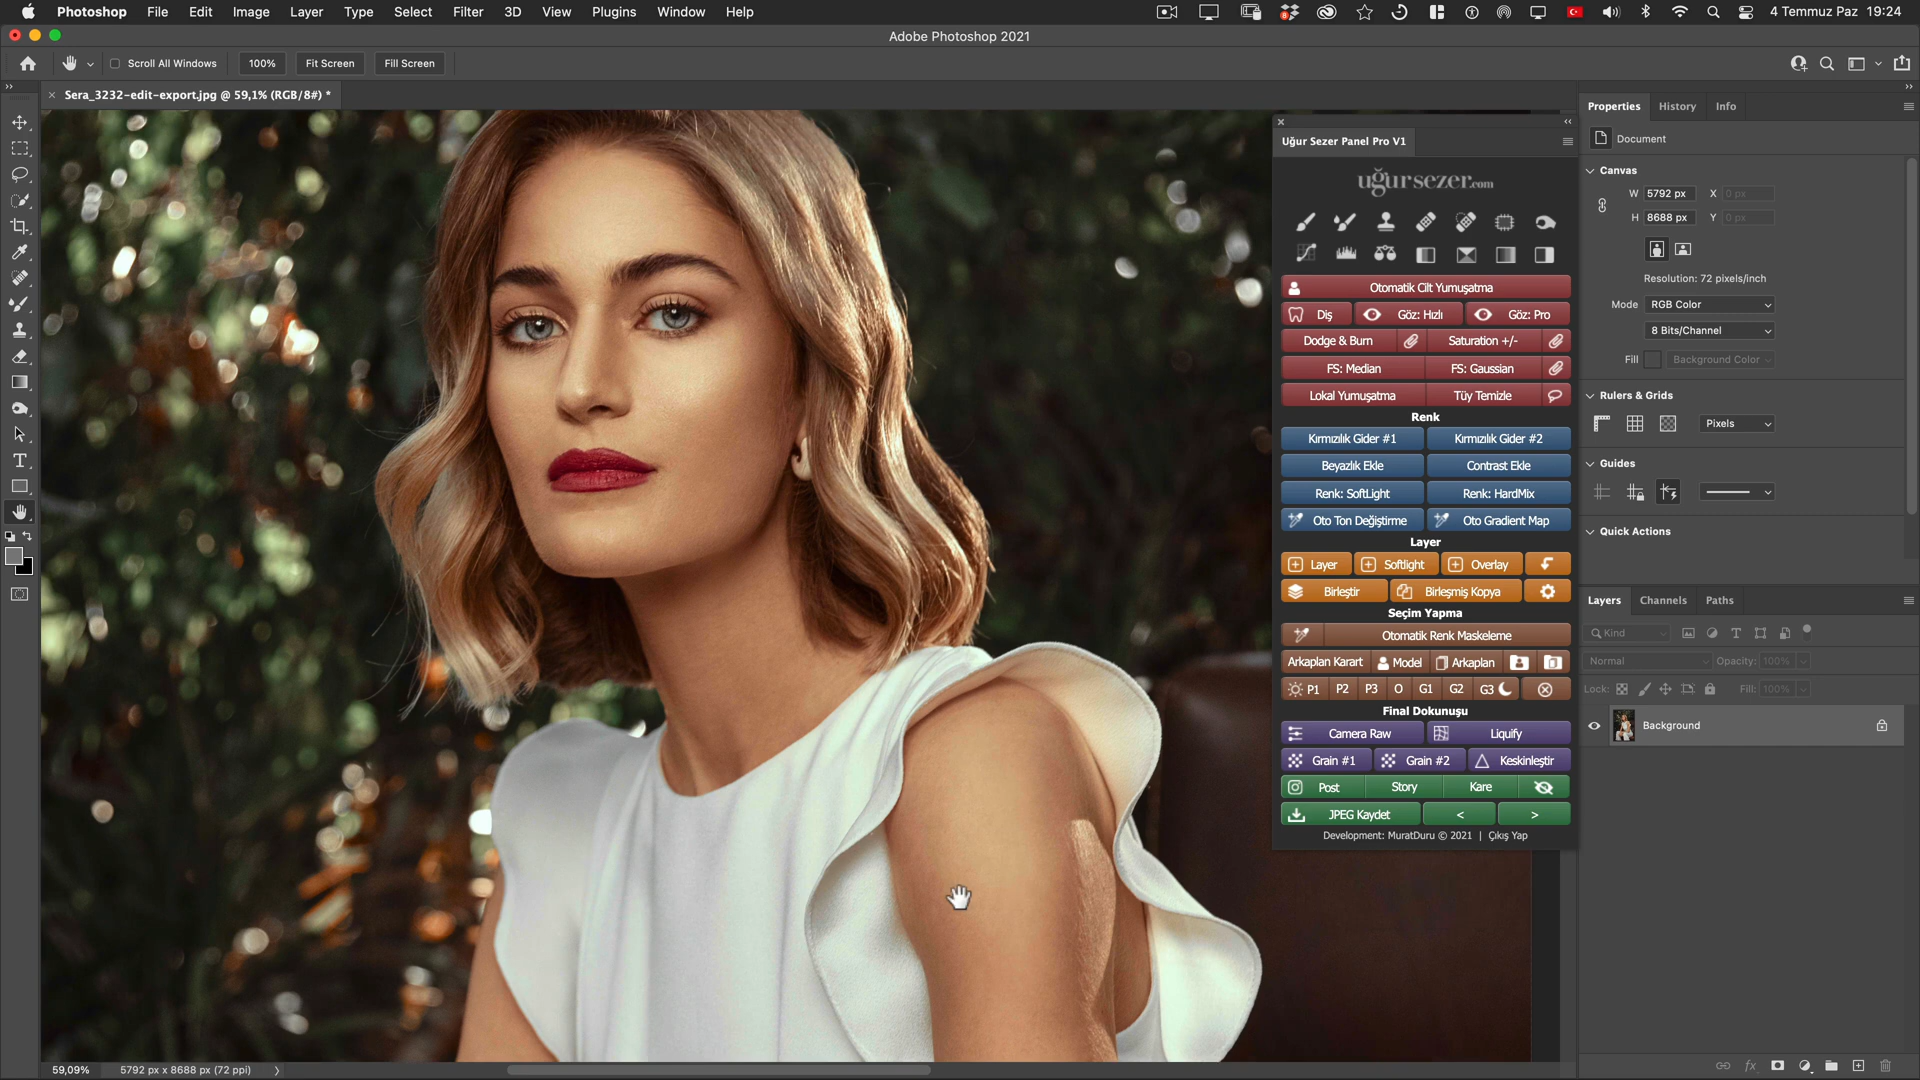 Photoshop File Edit Image Layer Type Select Filter 3D View Plugins Window Help 8 4 Temmuz Paz 19:24
Adobe Photoshop 2021
Scroll All Windows 100% Fit Screen Fill Screen
Sera_3232-edit-export.jpg @ 59,1% (RGB/8#) *
Uğur Sezer Panel Pro V1
uğursezer.com
Otomatik Cilt Yumuşatma
Diş Göz: Hızlı Göz: Pro
Dodge & Burn Saturation +/-
FS: Median FS: Gaussian
Lokal Yumuşatma Tüy Temizle
Renk
Kırmızılık Gider #1 Kırmızılık Gider #2
Beyazlık Ekle Contrast Ekle
Renk: SoftLight Renk: HardMix
Oto Ton Değiştirme Oto Gradient Map
Layer
Layer Softlight Overlay
Birleştir Birleşmiş Kopya
Seçim Yapma
Otomatik Renk Maskeleme
Arkaplan Karart Model Arkaplan
P1 P2 P3 O G1 G2 G3
Final Dokunuşu
Camera Raw Liquify
Grain #1 Grain #2 Keskinleştir
Post Story Kare
JPEG Kaydet < >
Development: MuratDuru © 2021 | Çıkış Yap
Properties History Info
Document
Canvas
W 5792 px X 0 px
H 8688 px Y 0 px
Resolution: 72 pixels/inch
Mode RGB Color
8 Bits/Channel
Fill Background Color
Rulers & Grids
Pixels
Guides
Quick Actions
Layers Channels Paths
Kind
Normal Opacity: 100%
Lock: Fill: 100%
Background
fx
59,09% 5792 px x 8688 px (72 ppi)